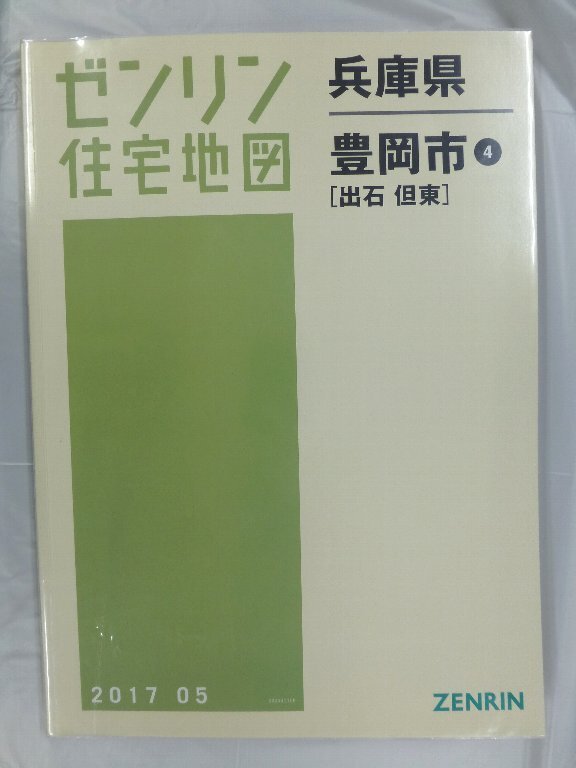 ゼンリン
住宅地図
兵庫県
豊岡市 4
[出石 但東]
2017 05
ZENRIN